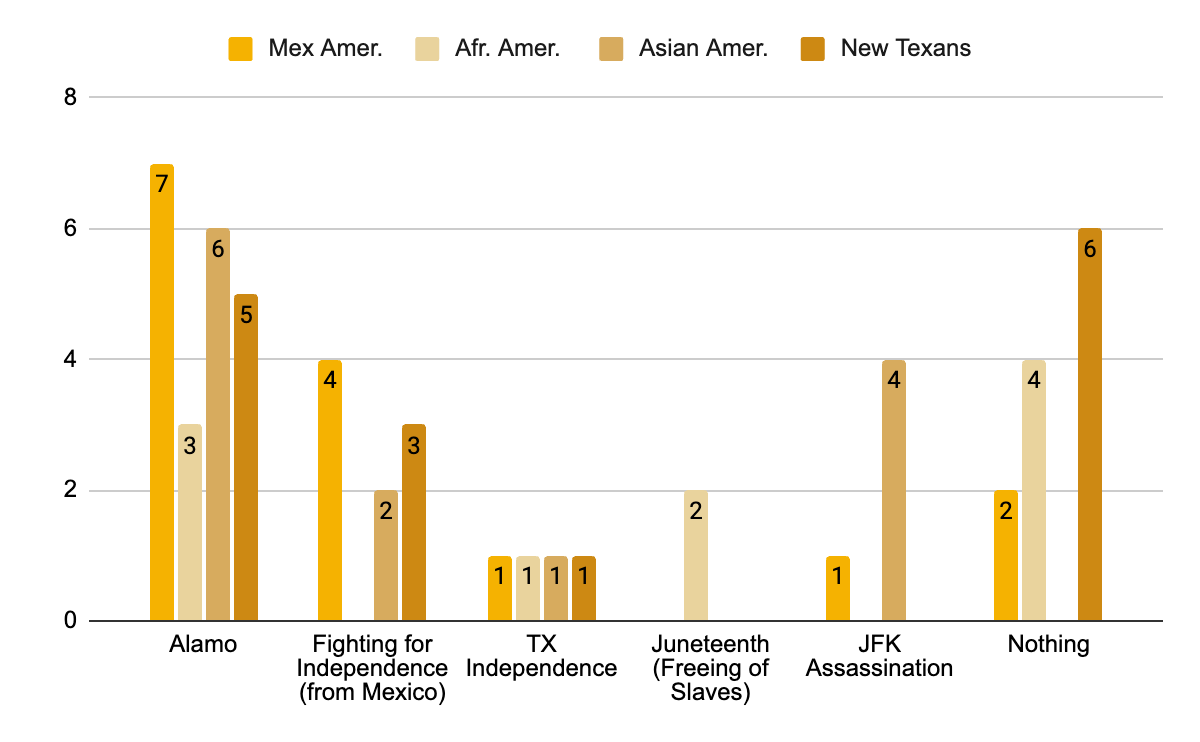 Mex Amer. Afr. Amer. Asian Amer. New Texans
8
6
4
2
0
7
3
6
5
4
2
3
1 1 1 1
2
1
4
2
4
6
Alamo
Fighting for
Independence
(from Mexico)
TX
Independence
Juneteenth
(Freeing of
Slaves)
JFK
Assassination
Nothing